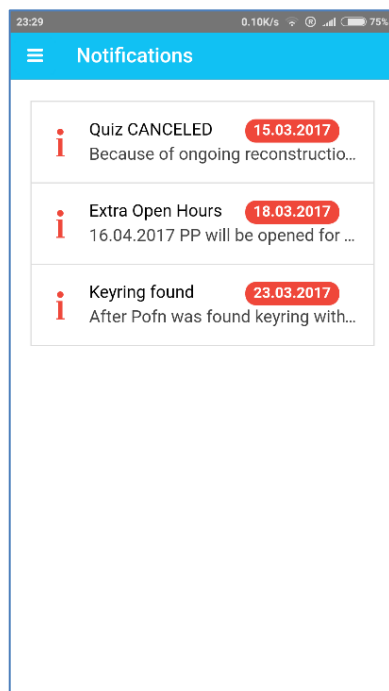 23:29 0.10K/s 75%
Notifications
Quiz CANCELED 15.03.2017
Because of ongoing reconstructio...
Extra Open Hours 18.03.2017
16.04.2017 PP will be opened for ...
Keyring found 23.03.2017
After Pofn was found keyring with...